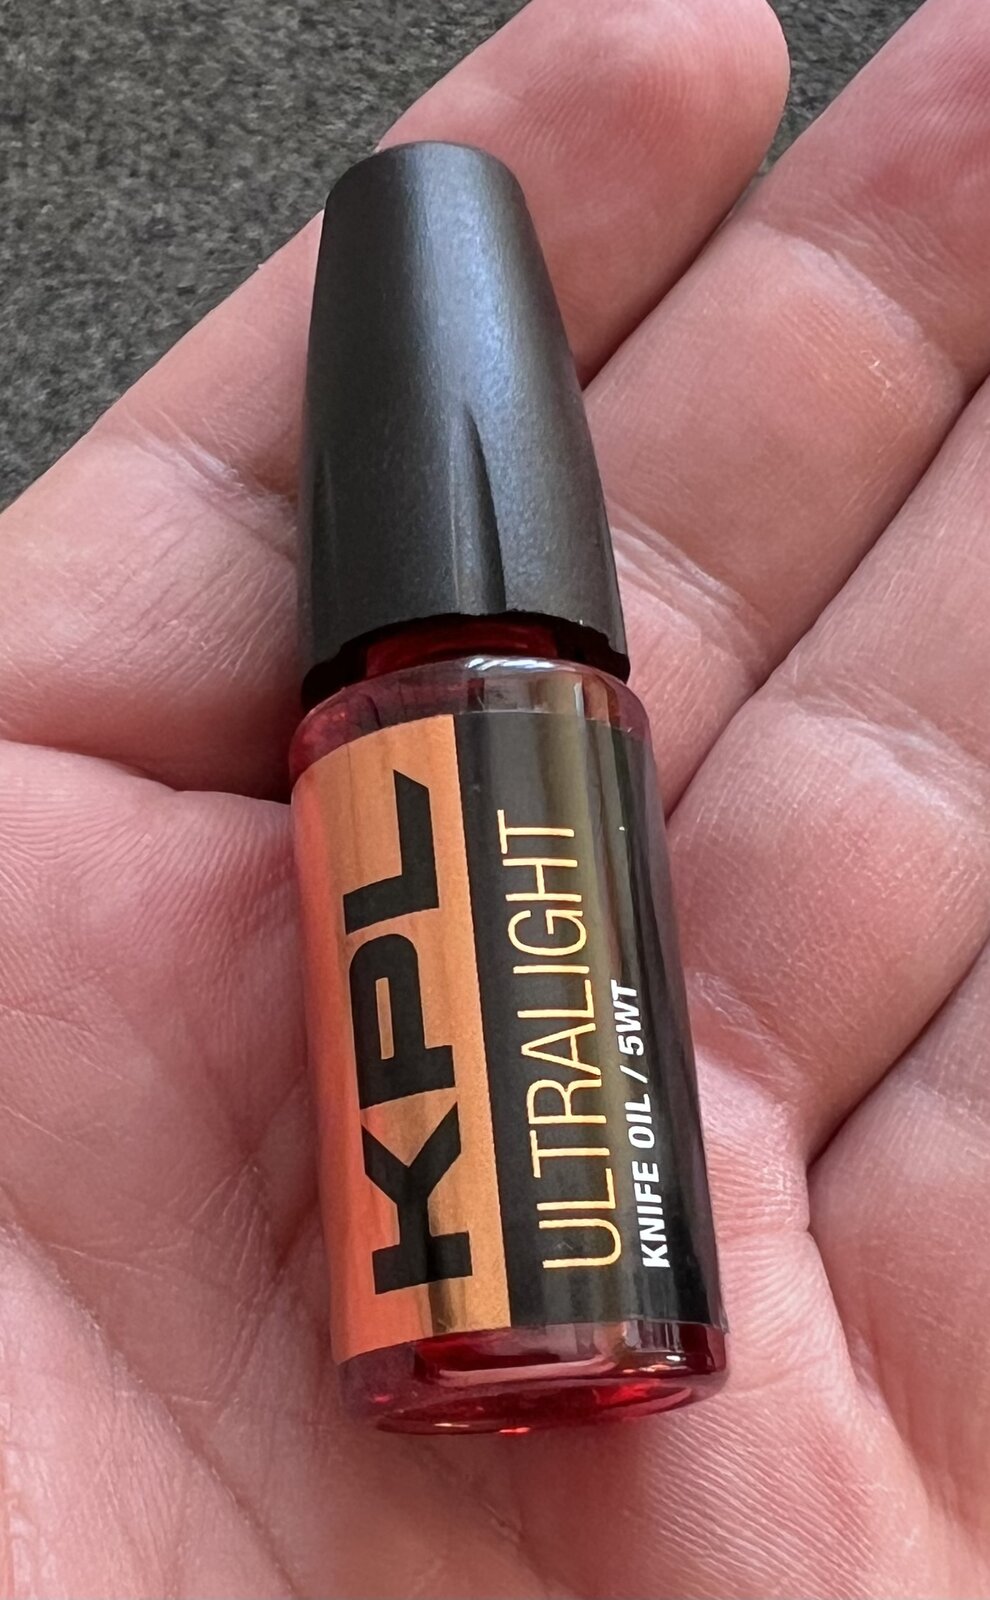 KPL
ULTRALIGHT
KNIFE OIL / 5WT